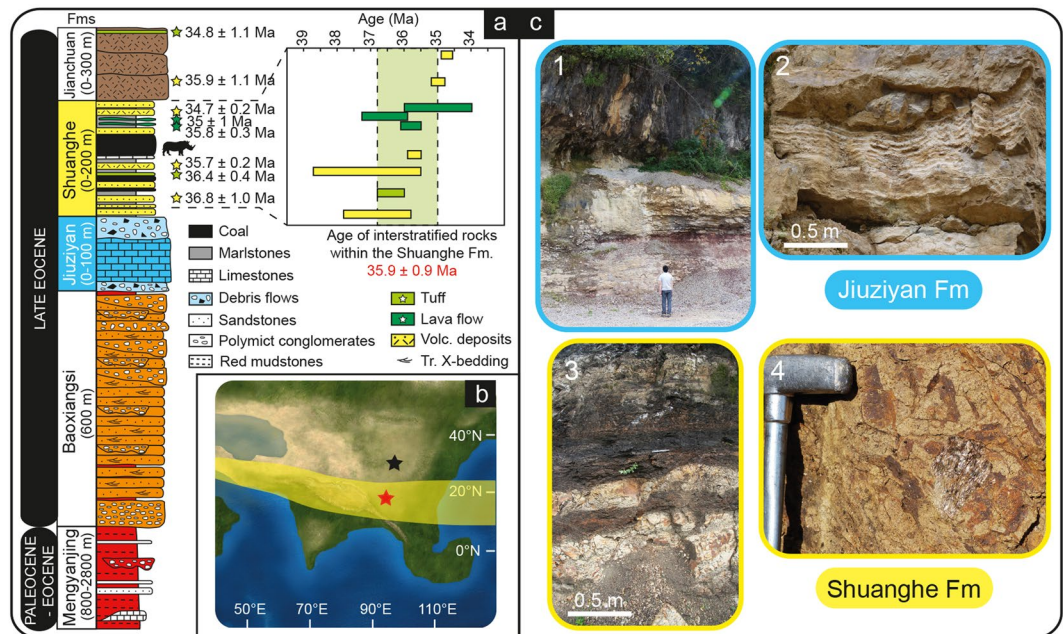 Fms
a
c
Age (Ma)
39
38
37
36
35
34
LATE EOCENE
PALEOCENE
- EOCENE
Jianchuan
(0-300m)
Shuanghe
(0-200 m)
Jiuziyan
(0-100 m)
Baoxiangsi
(600 m)
Mengyanjing
(800-2800 m)
34.8 ± 1.1 Ma
35.9 ± 1.1 Ma
34.7 ± 0.2 Ma
35 ± 1 Ma
35.8 ± 0.3 Ma
35.7 ± 0.2 Ma
36.4 ± 0.4 Ma
36.8 ± 1.0 Ma
Age of interstratified rocks
within the Shuanghe Fm.
35.9 ± 0.9 Ma
Coal
Marlstones
Limestones
Debris flows
Sandstones
Polymict conglomerates
Red mudstones
Tuff
Lava flow
Volc. deposits
Tr. X-bedding
b
40°N
20°N
0°N
50°E
70°E
90°E
110°E
1
2
0.5 m
Jiuziyan Fm
3
0.5 m
4
Shuanghe Fm